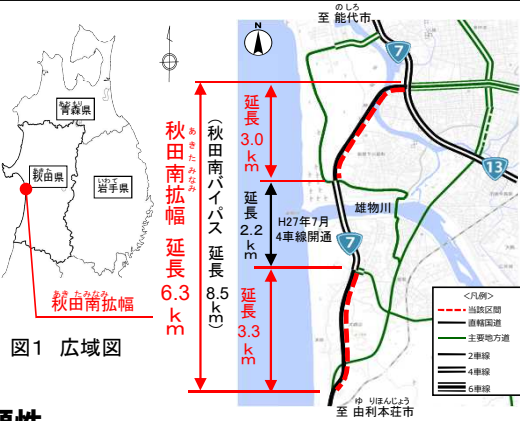 あおもり
青森県
あきた
秋田県
いわて
岩手県
あきたみなみ
秋田南拡幅
図1 広域図
あきたみなみ
秋田南拡幅 延長 6.3km
(秋田南バイパス 延長 8.5km)
延長 3.0km
延長 2.2km
延長 3.3km
N
のしろ
至 能代市
7
13
H27年7月
4車線開通
雄物川
7
<凡例>
当該区間
直轄国道
主要地方道
2車線
4車線
6車線
ゆりほんじょう
至 由利本荘市